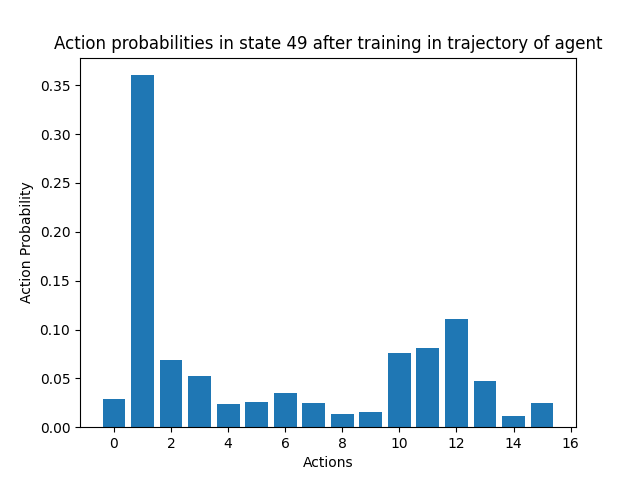 Action probabilities in state 49 after training in trajectory of agent
0.35
0.30
0.25
0.20
0.15
0.10
0.05
0.00
Action Probability
0 2 4 6 8 10 12 14 16
Actions